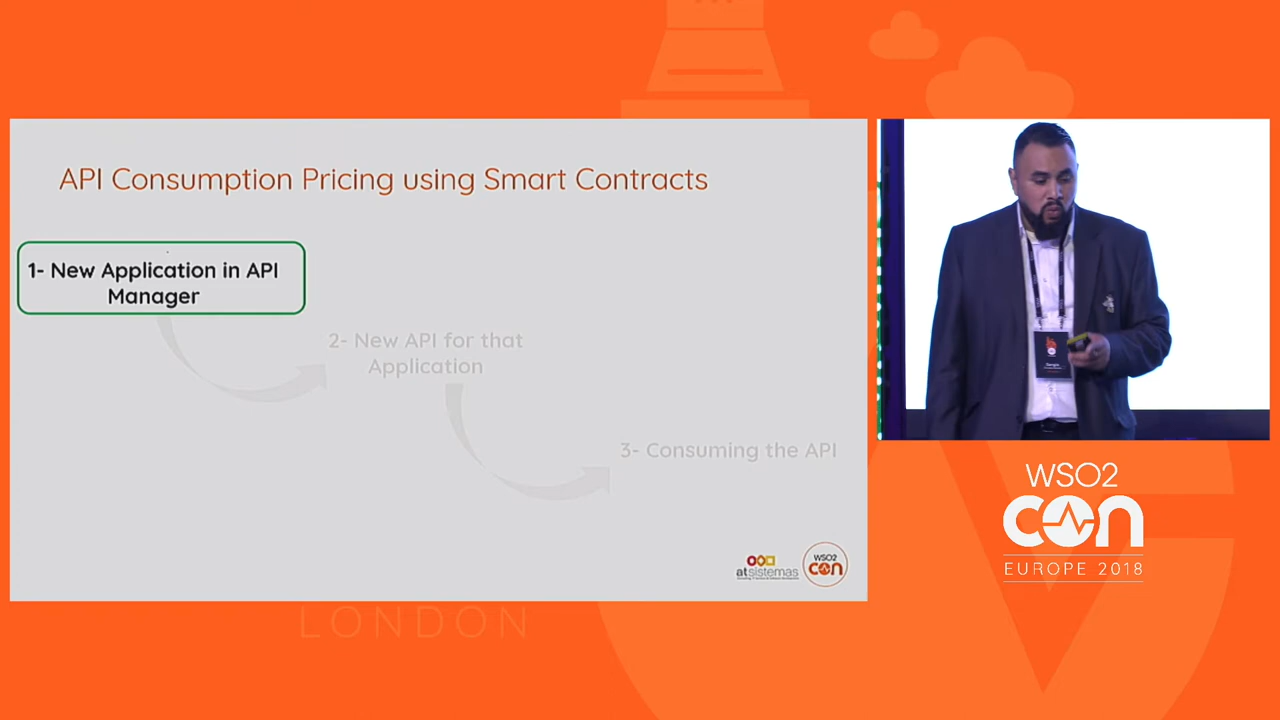 API Consumption Pricing using Smart Contracts
1- New Application in API
Manager
2- New API for that
Application
3- Consuming the API
atsistemas
WSO2
con
WSO2
con
EUROPE 2018
LONDON